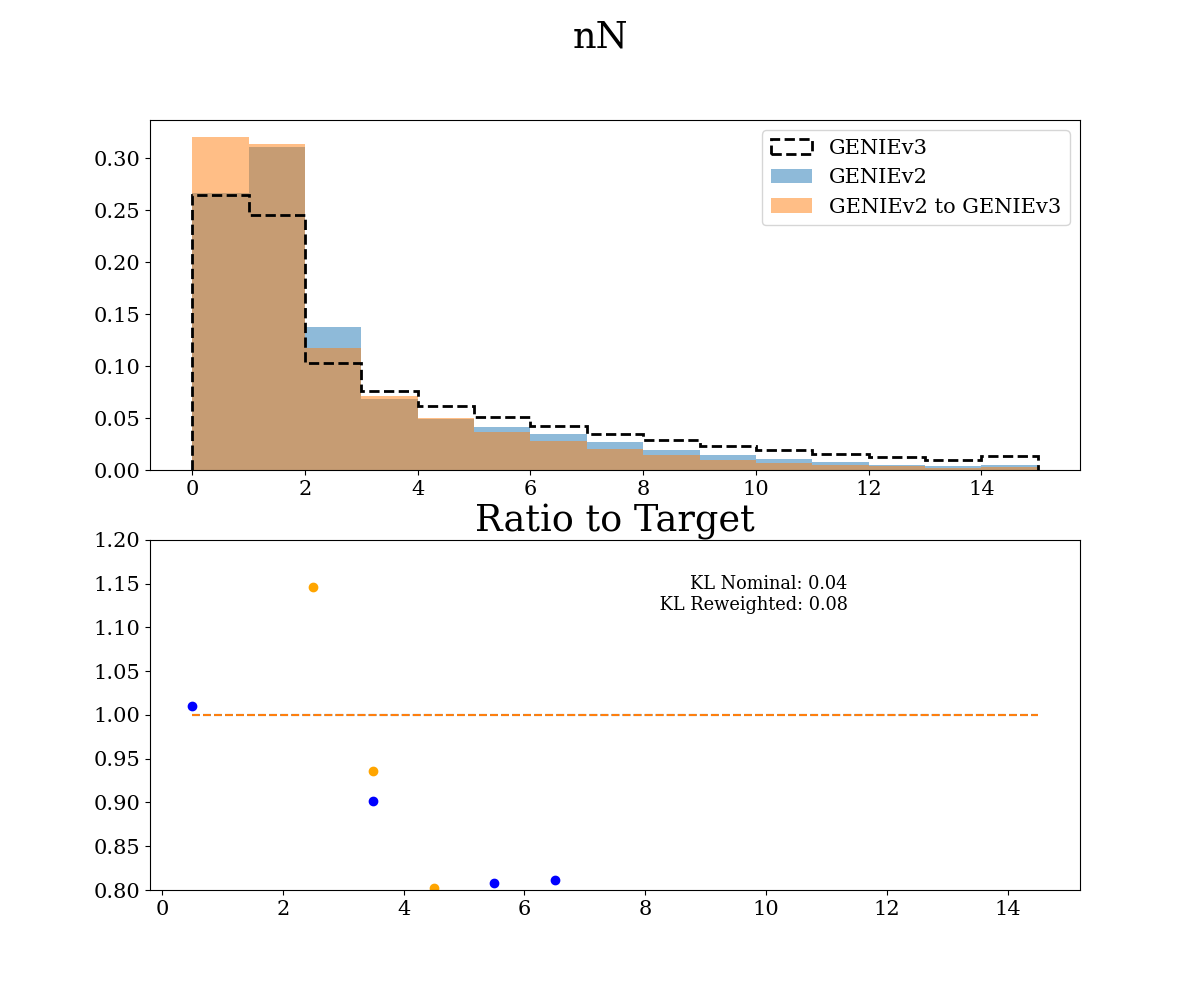 nN
0.30
0.25
0.20
0.15
0.10
0.05
0.00
GENIEv3
GENIEv2
GENIEv2 to GENIEv3
0 2 4 6 8 10 12 14
Ratio to Target
1.20
1.15
1.10
1.05
1.00
0.95
0.90
0.85
0.80
KL Nominal: 0.04
KL Reweighted: 0.08
0 2 4 6 8 10 12 14